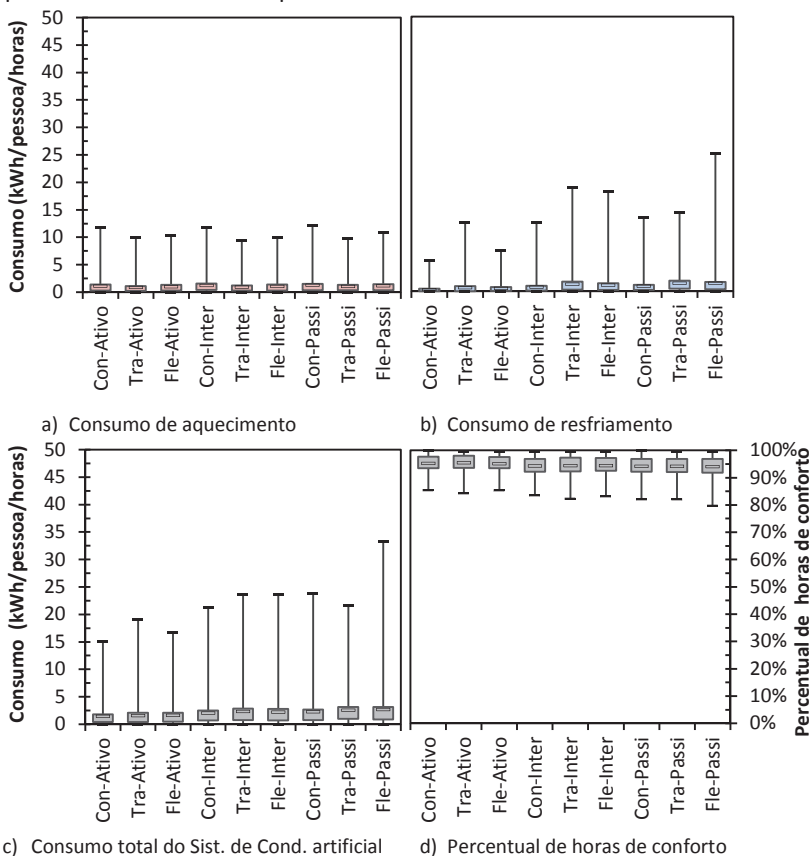 50
45
40
35
30
25
20
15
10
5
0
Consumo (kWh/pessoa/horas)
Con-Ativo
Tra-Ativo
Fle-Ativo
Con-Inter
Tra-Inter
Fle-Inter
Con-Passi
Tra-Passi
Fle-Passi
Con-Ativo
Tra-Ativo
Fle-Ativo
Con-Inter
Tra-Inter
Fle-Inter
Con-Passi
Tra-Passi
Fle-Passi
a) Consumo de aquecimento
b) Consumo de resfriamento
50
45
40
35
30
25
20
15
10
5
0
Consumo (kWh/pessoa/horas)
100%
90%
80%
70%
60%
50%
40%
30%
20%
10%
0%
Percentual de horas de conforto
Con-Ativo
Tra-Ativo
Fle-Ativo
Con-Inter
Tra-Inter
Fle-Inter
Con-Passi
Tra-Passi
Fle-Passi
Con-Ativo
Tra-Ativo
Fle-Ativo
Con-Inter
Tra-Inter
Fle-Inter
Con-Passi
Tra-Passi
Fle-Passi
c) Consumo total do Sist. de Cond. artificial
d) Percentual de horas de conforto